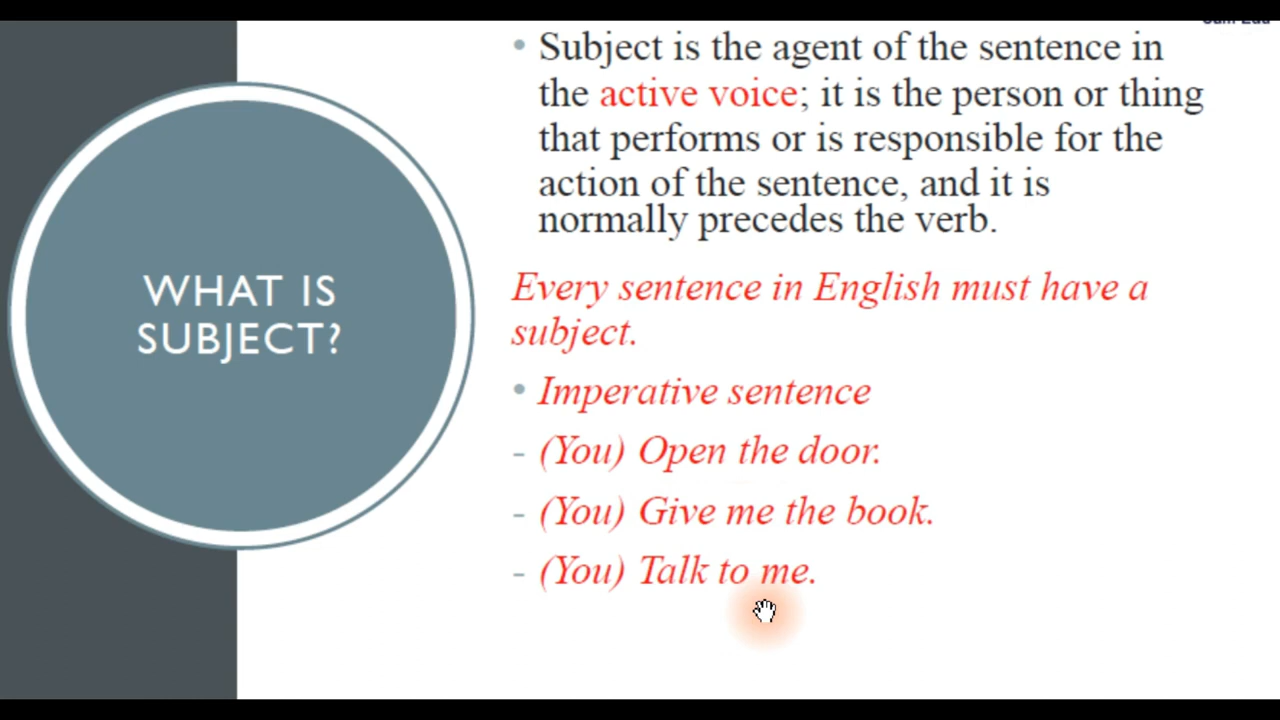 WHAT IS
SUBJECT?
• Subject is the agent of the sentence in
the active voice; it is the person or thing
that performs or is responsible for the
action of the sentence, and it is
normally precedes the verb.
Every sentence in English must have a
subject.
• Imperative sentence
- (You) Open the door.
- (You) Give me the book.
- (You) Talk to me.